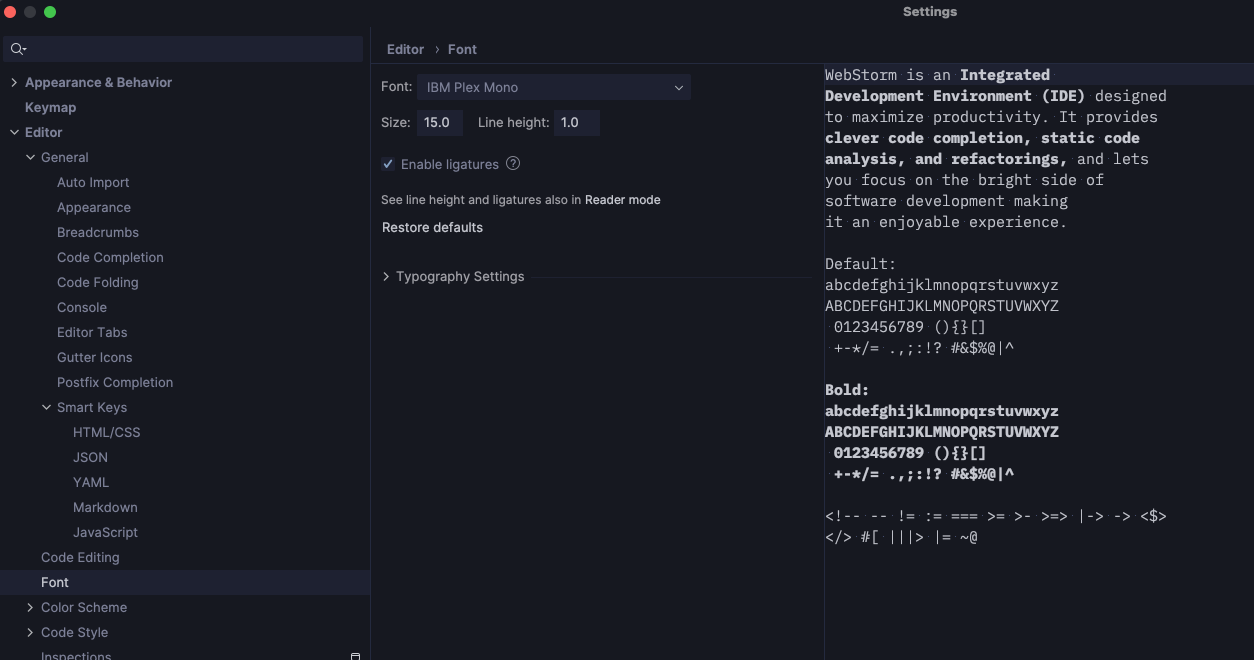 Settings
Appearance & Behavior
Keymap
Editor
General
Auto Import
Appearance
Breadcrumbs
Code Completion
Code Folding
Console
Editor Tabs
Gutter Icons
Postfix Completion
Smart Keys
HTML/CSS
JSON
YAML
Markdown
JavaScript
Code Editing
Font
Color Scheme
Code Style
Inspections
Editor › Font
Font: IBM Plex Mono
Size: 15.0 Line height: 1.0
Enable ligatures ?
See line height and ligatures also in Reader mode
Restore defaults
Typography Settings
WebStorm is an Integrated
Development Environment (IDE) designed
to maximize productivity. It provides
clever code completion, static code
analysis, and refactorings, and lets
you focus on the bright side of
software development making
it an enjoyable experience.
Default:
abcdefghijklmnopqrstuvwxyz
ABCDEFGHIJKLMNOPQRSTUVWXYZ
0123456789 (){}[]
+-*/= .,;:!? #&$%@|^
Bold:
abcdefghijklmnopqrstuvwxyz
ABCDEFGHIJKLMNOPQRSTUVWXYZ
0123456789 (){}[]
+-*/= .,;:!? #&$%@|^
<!-- -- != := === >= >- >=> |-> -> <$>
</> #[ |||> |= ~@